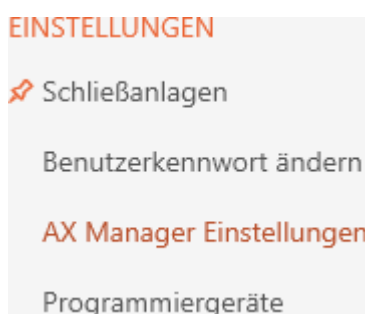 EINSTELLUNGEN
Schließanlagen
Benutzerkennwort ändern
AX Manager Einstellungen
Programmiergeräte